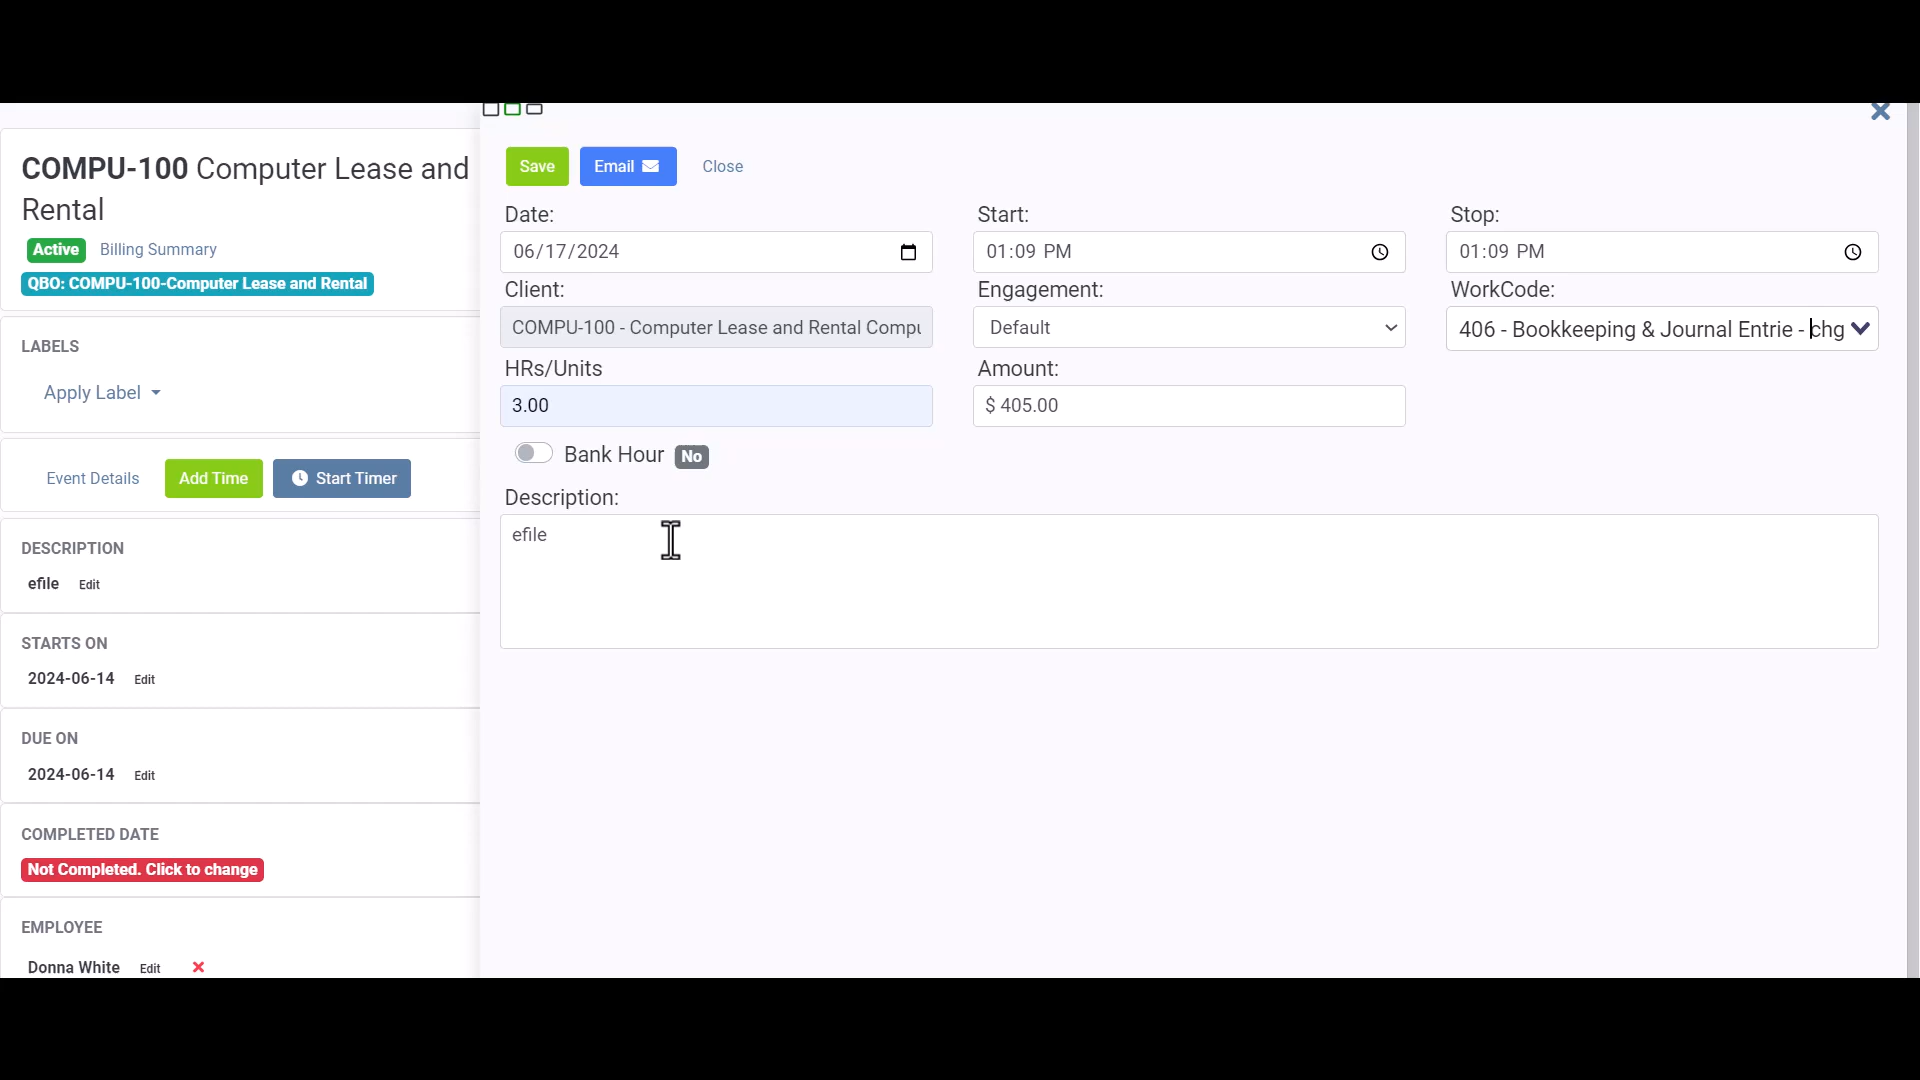 COMPU-100 Computer Lease and
Rental
Active Billing Summary
QBO: COMPU-100-Computer Lease and Rental
LABELS
Apply Label
Event Details Add Time Start Timer
DESCRIPTION
efile Edit
STARTS ON
2024-06-14 Edit
DUE ON
2024-06-14 Edit
COMPLETED DATE
Not Completed. Click to change
EMPLOYEE
Donna White Edit
Save Email Close
Date: Start: Stop:
06/17/2024 01:09 PM 01:09 PM
Client: Engagement: WorkCode:
COMPU-100 - Computer Lease and Rental Compu Default 406 - Bookkeeping & Journal Entrie - chg
HRs/Units Amount:
3.00 $ 405.00
Bank Hour No
Description:
efile